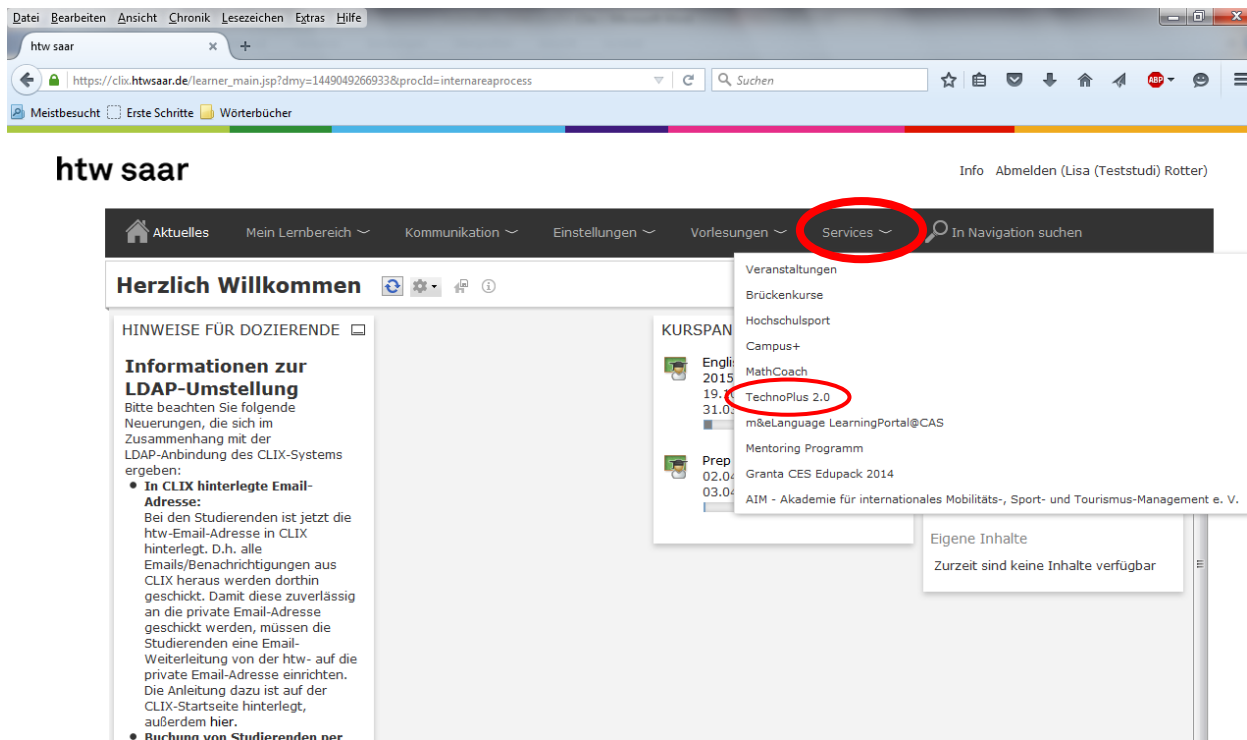 Datei Bearbeiten Ansicht Chronik Lesezeichen Extras Hilfe
htw saar
https://clix.htwsaar.de/learner_main.jsp?dmy=1449049266933&procId=internareaprocess
Suchen
ABP
Meistbesucht Erste Schritte Wörterbücher
htw saar
Info Abmelden (Lisa (Teststudi) Rotter)
Aktuelles Mein Lernbereich Kommunikation Einstellungen Vorlesungen Services In Navigation suchen
Herzlich Willkommen
Veranstaltungen
Brückenkurse
Hochschulsport
Campus+
MathCoach
TechnoPlus 2.0
m&eLanguage LearningPortal@CAS
Mentoring Programm
Granta CES Edupack 2014
AIM - Akademie für internationales Mobilitäts-, Sport- und Tourismus-Management e. V.
HINWEISE FÜR DOZIERENDE
Informationen zur
LDAP-Umstellung
Bitte beachten Sie folgende
Neuerungen, die sich im
Zusammenhang mit der
LDAP-Anbindung des CLIX-Systems
ergeben:
• In CLIX hinterlegte Email-
Adresse:
Bei den Studierenden ist jetzt die
htw-Email-Adresse in CLIX
hinterlegt. D.h. alle
Emails/Benachrichtigungen aus
CLIX heraus werden dorthin
geschickt. Damit diese zuverlässig
an die private Email-Adresse
geschickt werden, müssen die
Studierenden eine Email-
Weiterleitung von der htw- auf die
private Email-Adresse einrichten.
Die Anleitung dazu ist auf der
CLIX-Startseite hinterlegt,
außerdem hier.
• Buchung von Studierenden per
KURSPAN
Engli
2015
19.1
31.03
Prep
02.04
03.04
Eigene Inhalte
Zurzeit sind keine Inhalte verfügbar